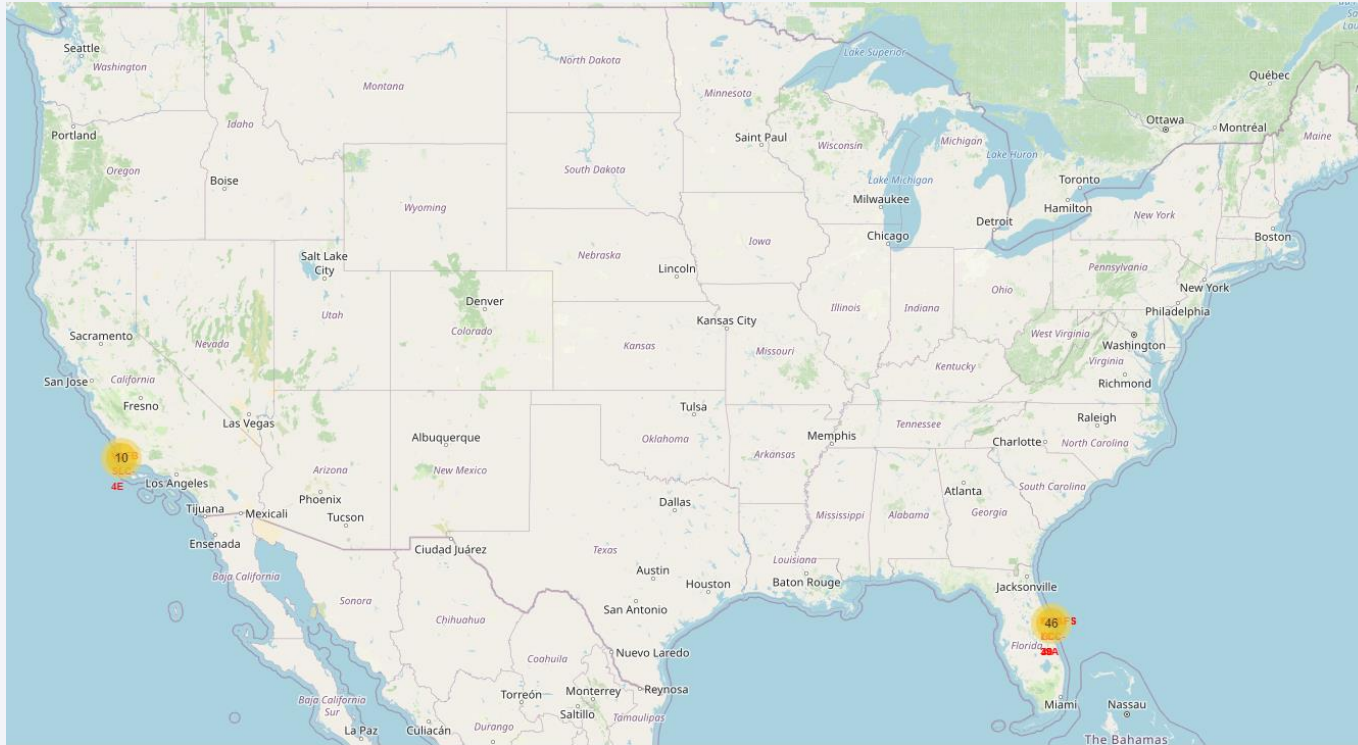 Seattle
Washington
Montana
North Dakota
Minnesota
Lake Superior
Québec
Ottawa
Montréal
Maine
Portland
Oregon
Idaho
Boise
Saint Paul
Wisconsin
Michigan
Lake Huron
South Dakota
Wyoming
Lake Michigan
Milwaukee
Toronto
Hamilton
New York
Detroit
Chicago
Boston
Iowa
Salt Lake
City
Nebraska
Lincoln
Pennsylvania
New York
Philadelphia
Denver
Utah
Colorado
Illinois
Indiana
Ohio
Sacramento
Nevada
Kansas City
Kansas
Missouri
West Virginia
Washington
Virginia
Kentucky
Richmond
San Jose
California
Fresno
Las Vegas
Tulsa
Tennessee
Raleigh
Albuquerque
Oklahoma
Memphis
Charlotte
North Carolina
10
SLC
4E
Los Angeles
Arizona
New Mexico
Arkansas
South Carolina
Phoenix
Atlanta
Tijuana
Mexicali
Tucson
Dallas
Mississippi
Alabama
Georgia
Ensenada
Ciudad Juárez
Texas
Louisiana
Baja California
Austin
Houston
Baton Rouge
Jacksonville
Sonora
San Antonio
Chihuahua
46
Florida
Coahuila
Nuevo Laredo
Baja California
Sur
Torreón
Monterrey
Reynosa
Saltillo
Tamaulipas
Miami
Nassau
La Paz
Culiacán
Durango
The Bahamas